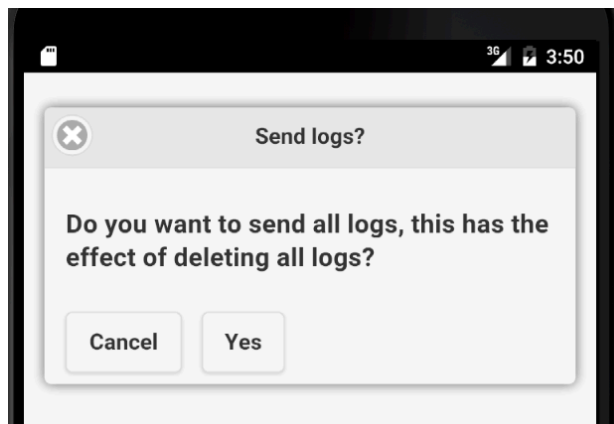 3G 3:50
Send logs?
Do you want to send all logs, this has the
effect of deleting all logs?
Cancel Yes